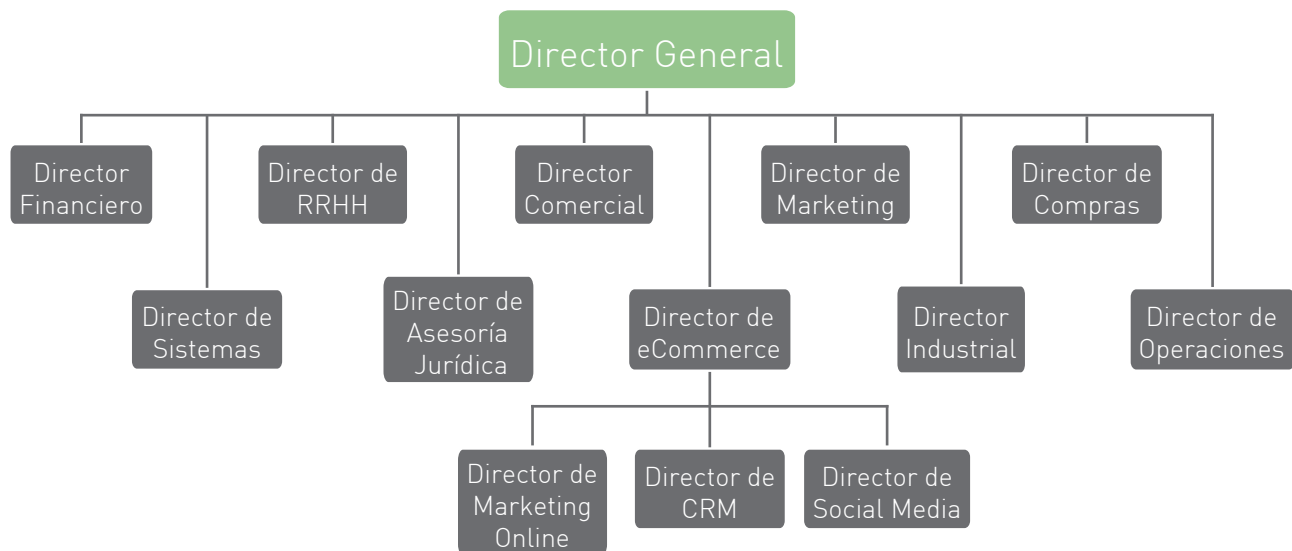 Director General
Director
Financiero
Director de
RRHH
Director
Comercial
Director de
Marketing
Director de
Compras
Director de
Sistemas
Director de
Asesoría
Jurídica
Director de
eCommerce
Director
Industrial
Director de
Operaciones
Director de
Marketing
Online
Director de
CRM
Director de
Social Media